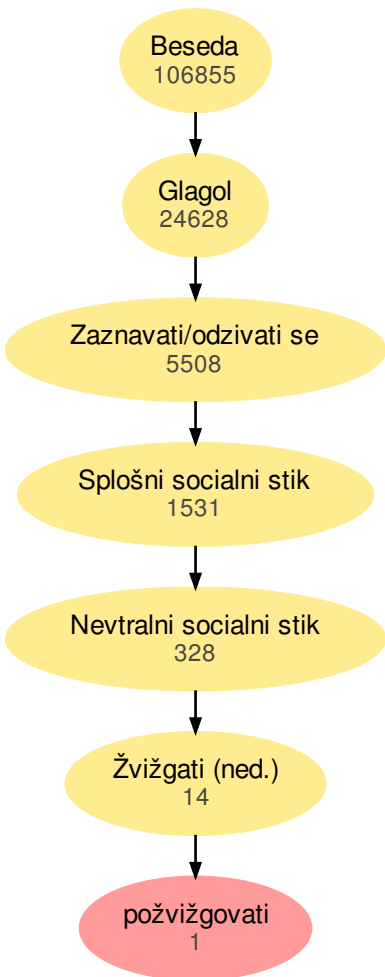 Beseda
106855
Glagol
24628
Zaznavati/odzivati se
5508
Splošni socialni stik
1531
Nevtralni socialni stik
328
Žvižgati (ned.)
14
požvižgovati
1